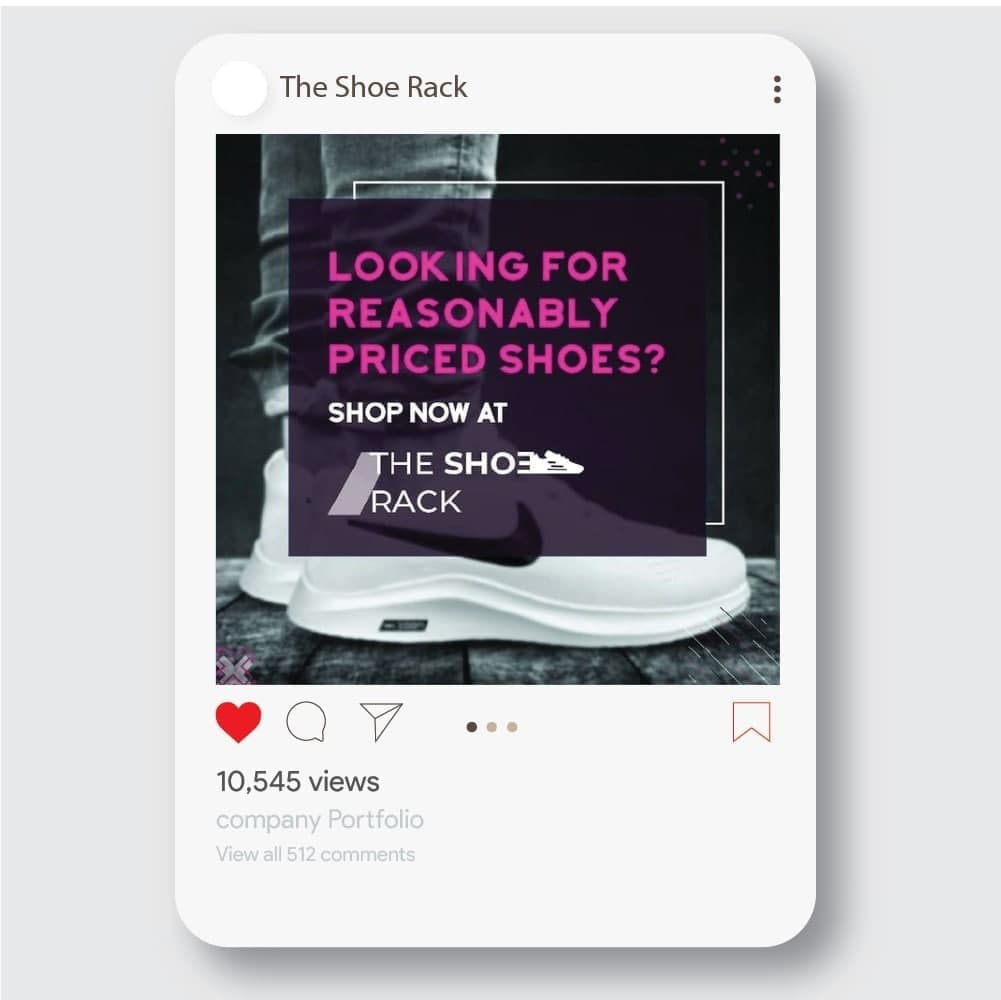 The Shoe Rack
LOOKING FOR
REASONABLY
PRICED SHOES?
SHOP NOW AT
THE SHOE
RACK
10,545 views
company Portfolio
View all 512 comments